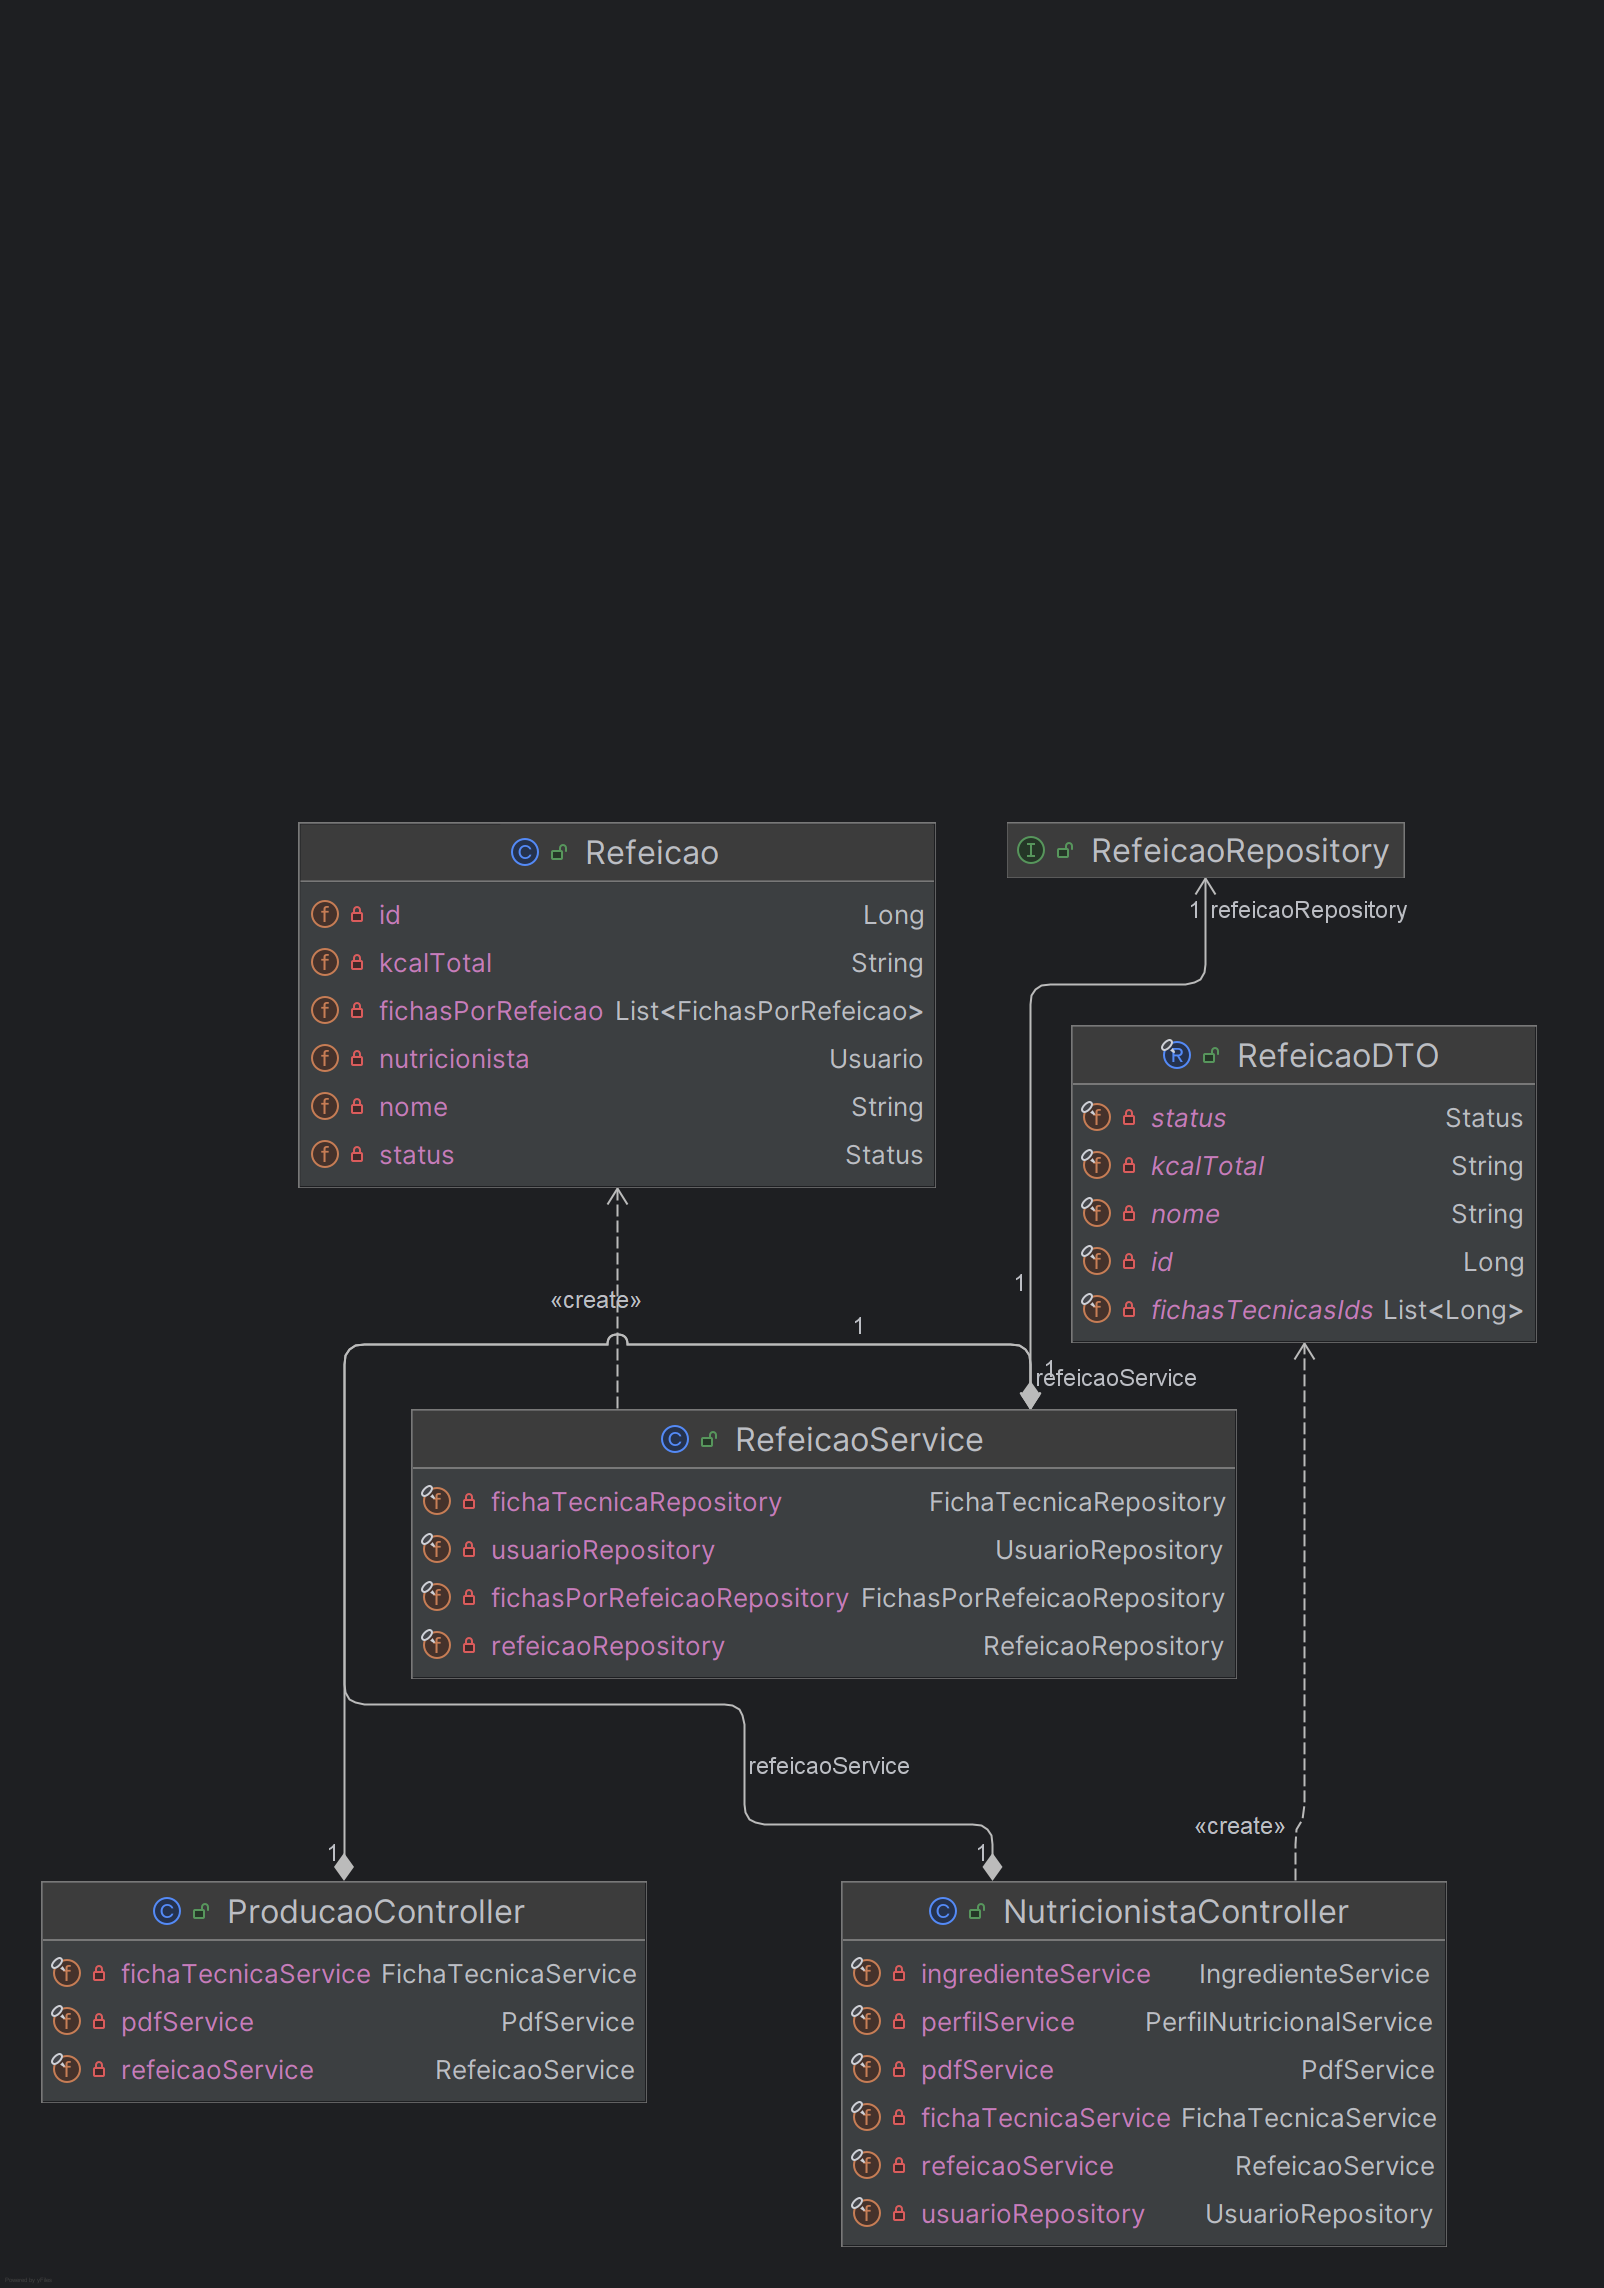 Refeicao
id Long
kcalTotal String
fichasPorRefeicao List<FichasPorRefeicao>
nutricionista Usuario
nome String
status Status
RefeicaoRepository
1 refeicaoRepository
RefeicaoDTO
status Status
kcalTotal String
nome String
id Long
fichasTecnicasIds List<Long>
1
«create»
1
1
refeicaoService
RefeicaoService
fichaTecnicaRepository FichaTecnicaRepository
usuarioRepository UsuarioRepository
fichasPorRefeicaoRepository FichasPorRefeicaoRepository
refeicaoRepository RefeicaoRepository
refeicaoService
«create»
1
1
ProducaoController
fichaTecnicaService FichaTecnicaService
pdfService PdfService
refeicaoService RefeicaoService
NutricionistaController
ingredienteService IngredienteService
perfilService PerfilNutricionalService
pdfService PdfService
fichaTecnicaService FichaTecnicaService
refeicaoService RefeicaoService
usuarioRepository UsuarioRepository
Powered by yFiles